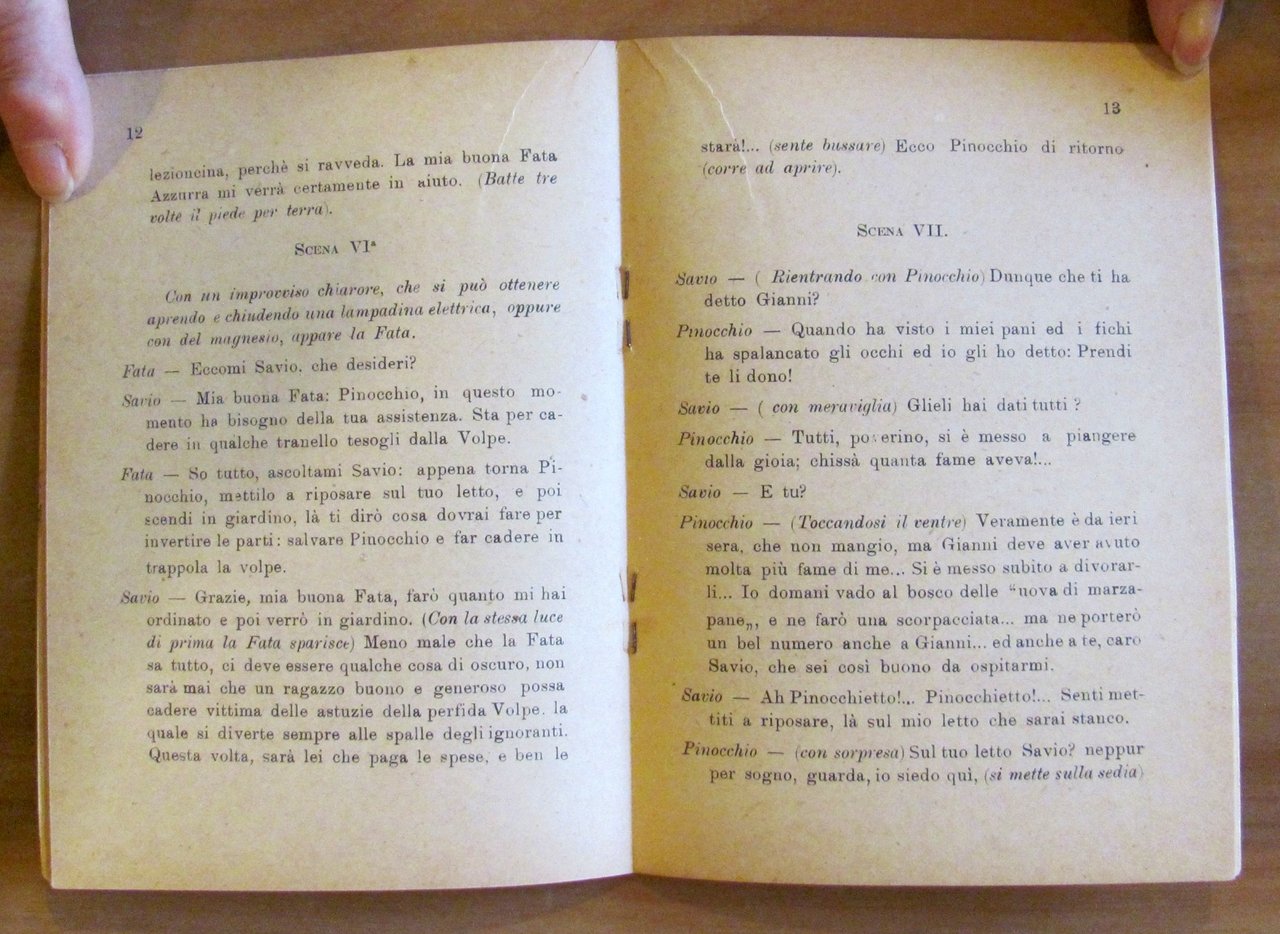 12
lezioncina, perchè si ravveda. La mia buona Fata
Azzurra mi verrà certamente in aiuto. (Batte tre
volte il piede per terra).
Scena VIª
Con un improvviso chiarore, che si può ottenere
aprendo e chiudendo una lampadina elettrica, oppure
con del magnesio, appare la Fata.
Fata — Eccomi Savio. che desideri?
Savio — Mia buona Fata: Pinocchio, in questo mo-
mento ha bisogno della tua assistenza. Sta per ca-
dere in qualche tranello tesogli dalla Volpe.
Fata — So tutto, ascoltami Savio: appena torna Pi-
nocchio, mettilo a riposare sul tuo letto, e poi
scendi in giardino, là ti dirò cosa dovrai fare per
invertire le parti: salvare Pinocchio e far cadere in
trappola la volpe.
Savio — Grazie, mia buona Fata, farò quanto mi hai
ordinato e poi verrò in giardino. (Con la stessa luce
di prima la Fata sparisce) Meno male che la Fata
sa tutto, ci deve essere qualche cosa di oscuro, non
sarà mai che un ragazzo buono e generoso possa
cadere vittima delle astuzie della perfida Volpe. la
quale si diverte sempre alle spalle degli ignoranti.
Questa volta, sarà lei che paga le spese, e ben le
13
starà!... (sente bussare) Ecco Pinocchio di ritorno
(corre ad aprire).
Scena VII.
Savio — ( Rientrando con Pinocchio) Dunque che ti ha
detto Gianni?
Pinocchio — Quando ha visto i miei pani ed i fichi
ha spalancato gli occhi ed io gli ho detto: Prendi
te li dono!
Savio — ( con meraviglia) Glieli hai dati tutti ?
Pinocchio — Tutti, poverino, si è messo a piangere
dalla gioia; chissà quanta fame aveva!...
Savio — E tu?
Pinocchio — (Toccandosi il ventre) Veramente è da ieri
sera, che non mangio, ma Gianni deve aver avuto
molta più fame di me... Si è messo subito a divorar-
li... Io domani vado al bosco delle “uova di marza-
pane„, e ne farò una scorpacciata... ma ne porterò
un bel numero anche a Gianni... ed anche a te, caro
Savio, che sei così buono da ospitarmi.
Savio — Ah Pinocchietto!... Pinocchietto!... Senti met-
titi a riposare, là sul mio letto che sarai stanco.
Pinocchio — (con sorpresa) Sul tuo letto Savio? neppur
per sogno, guarda, io siedo quì, (si mette sulla sedia)